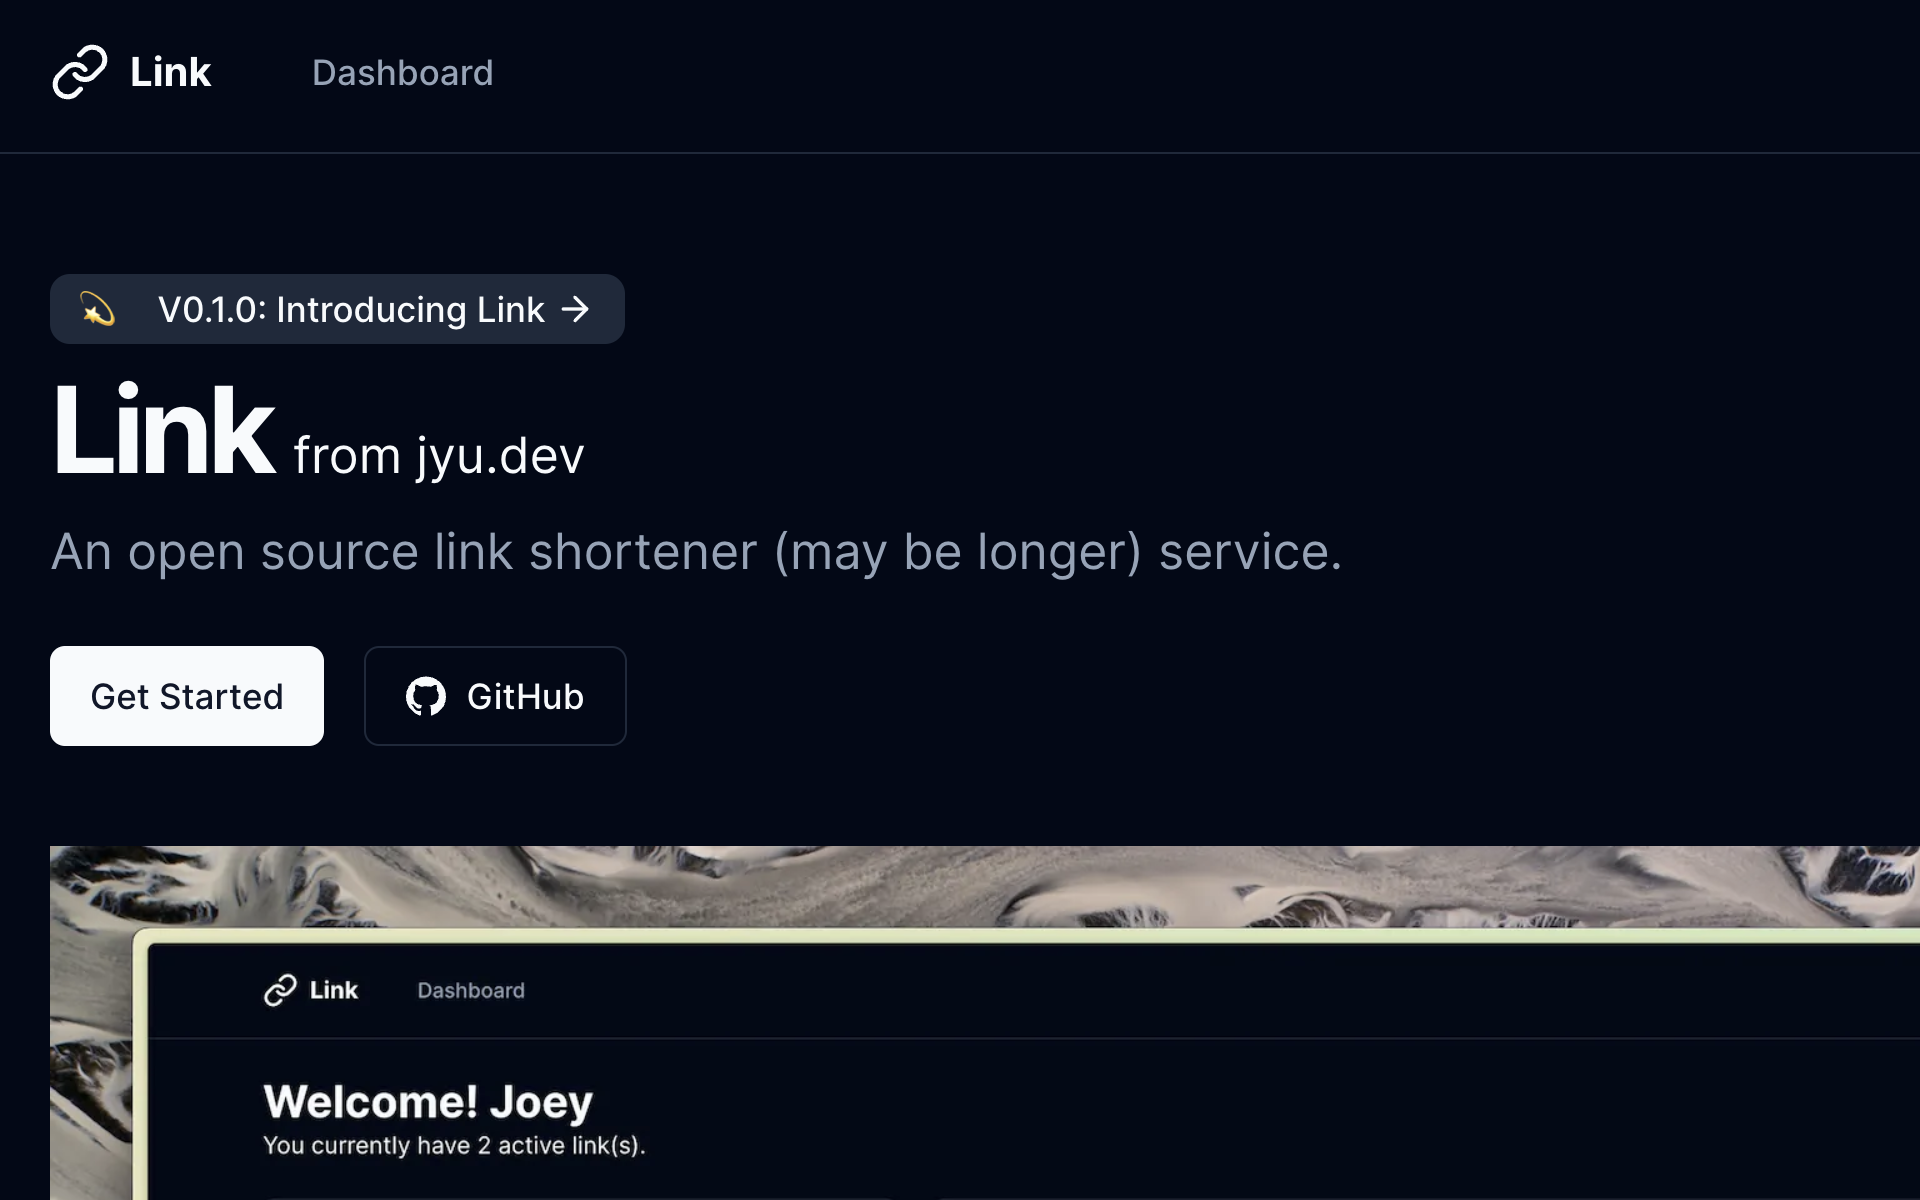 Link Dashboard
💫 V0.1.0: Introducing Link →
Link from jyu.dev
An open source link shortener (may be longer) service.
Get Started GitHub
Link Dashboard
Welcome! Joey
You currently have 2 active link(s).